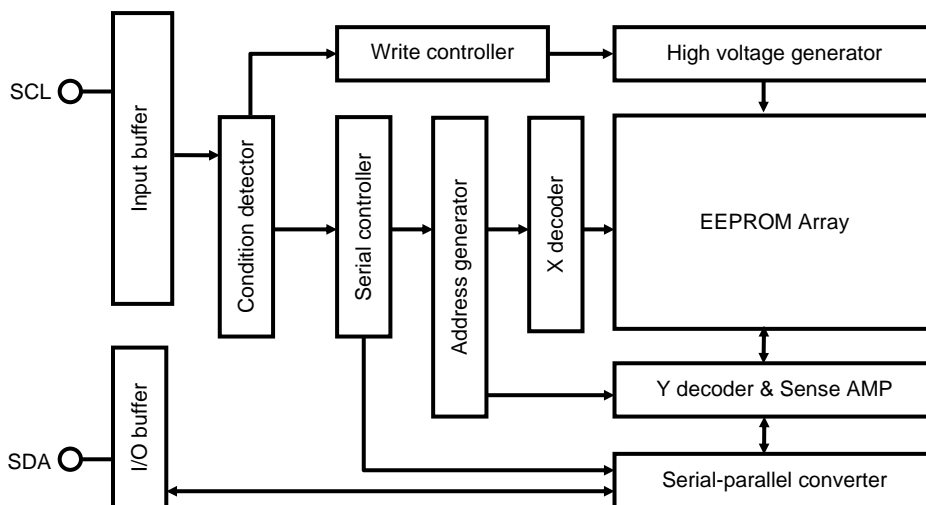 Write controller
High voltage generator
SCL
Input buffer
Condition detector
Serial controller
Address generator
X decoder
EEPROM Array
Y decoder & Sense AMP
SDA
I/O buffer
Serial-parallel converter